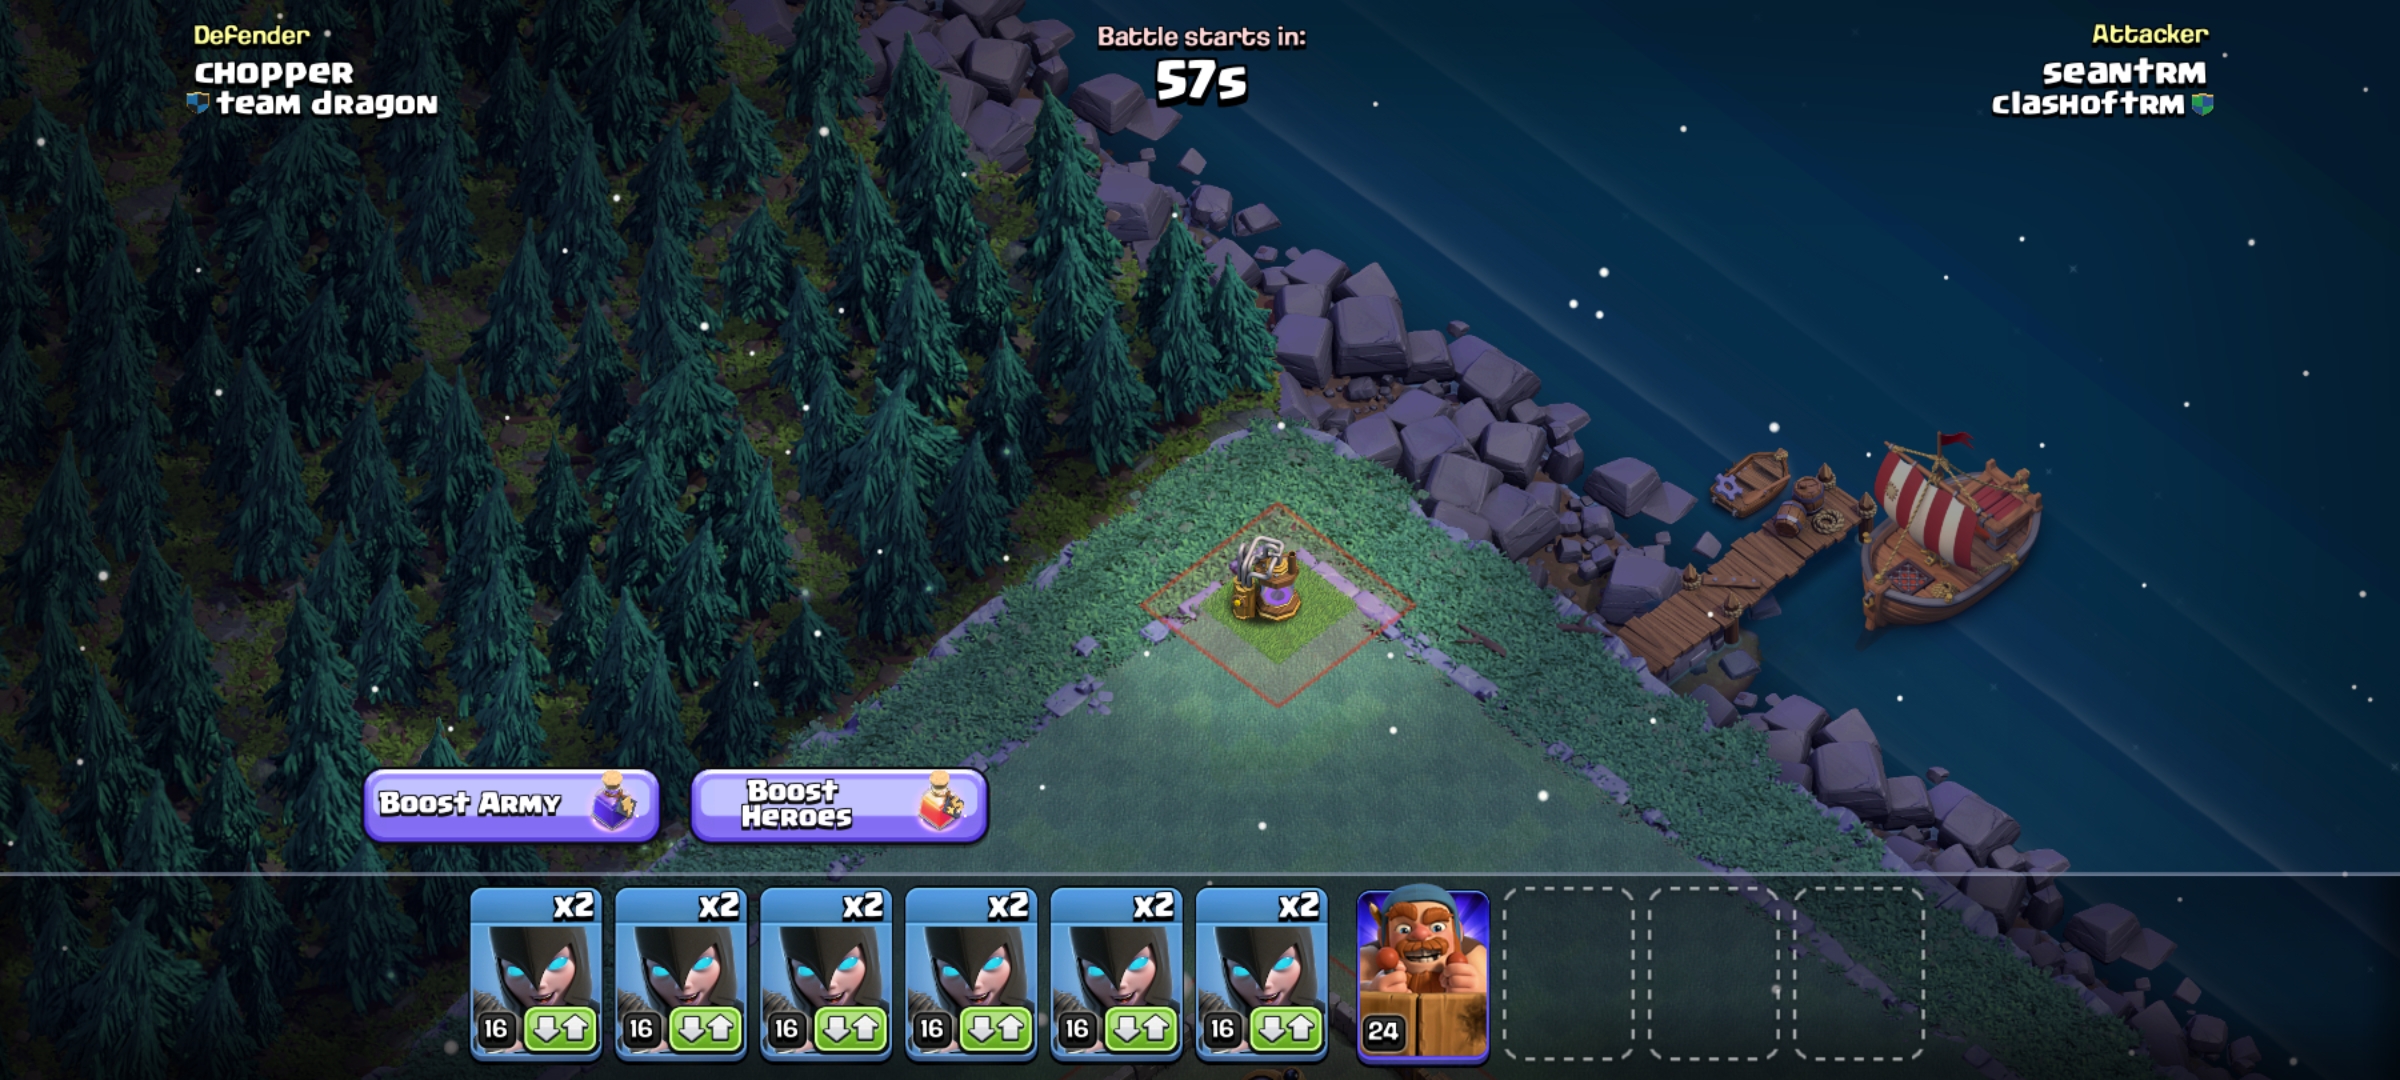 Defender
CHOPPER
team dragon
Battle starts in:
57s
Attacker
seantRM
clashoftRM
Boost Army
Boost
Heroes
x2
x2
x2
x2
x2
x2
16
16
16
16
16
16
24